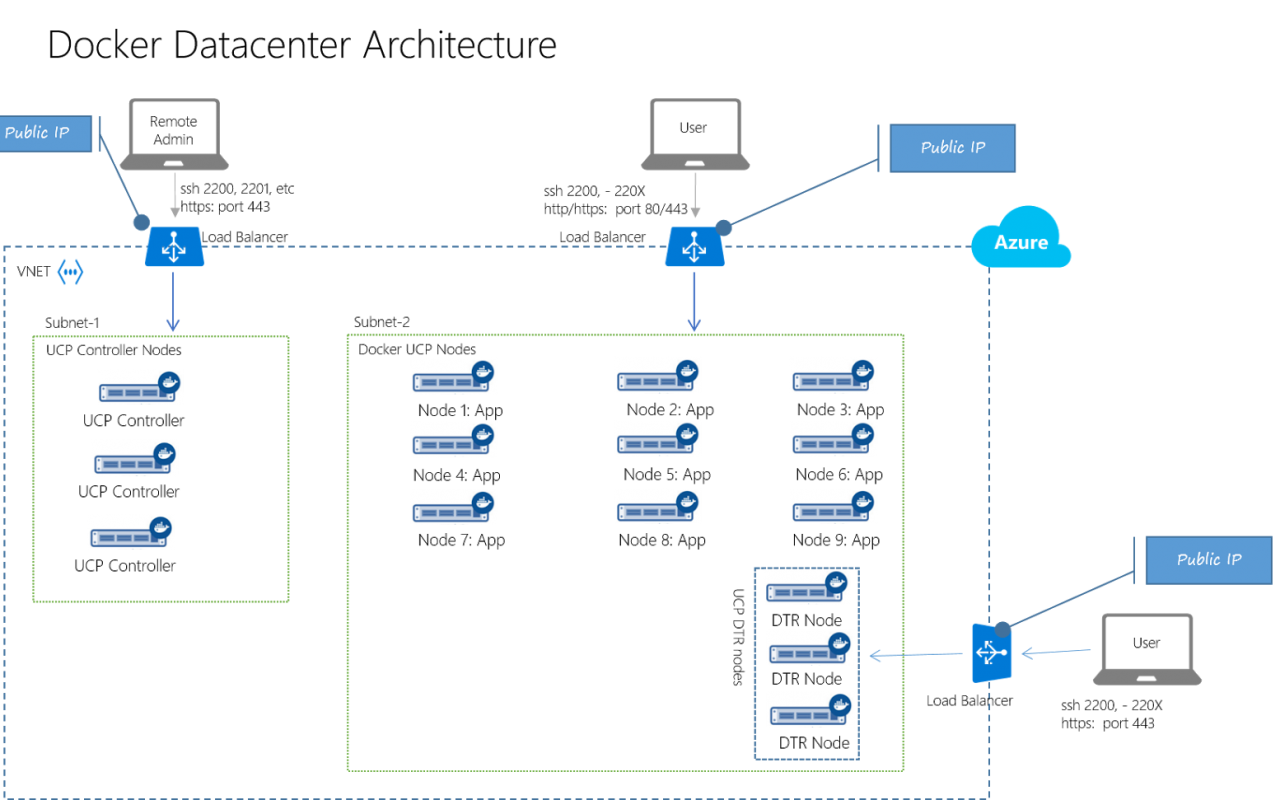 Docker Datacenter Architecture
Public IP
Remote
Admin
User
Public IP
ssh 2200, 2201, etc
https: port 443
ssh 2200, - 220X
http/https:  port 80/443
Load Balancer
Load Balancer
Azure
VNET
Subnet-1
Subnet-2
UCP Controller Nodes
UCP Controller
UCP Controller
UCP Controller
Docker UCP Nodes
Node 1: App
Node 2: App
Node 3: App
Node 4: App
Node 5: App
Node 6: App
Node 7: App
Node 8: App
Node 9: App
UCP DTR nodes
DTR Node
DTR Node
DTR Node
Public IP
User
Load Balancer
ssh 2200, - 220X
https:  port 443